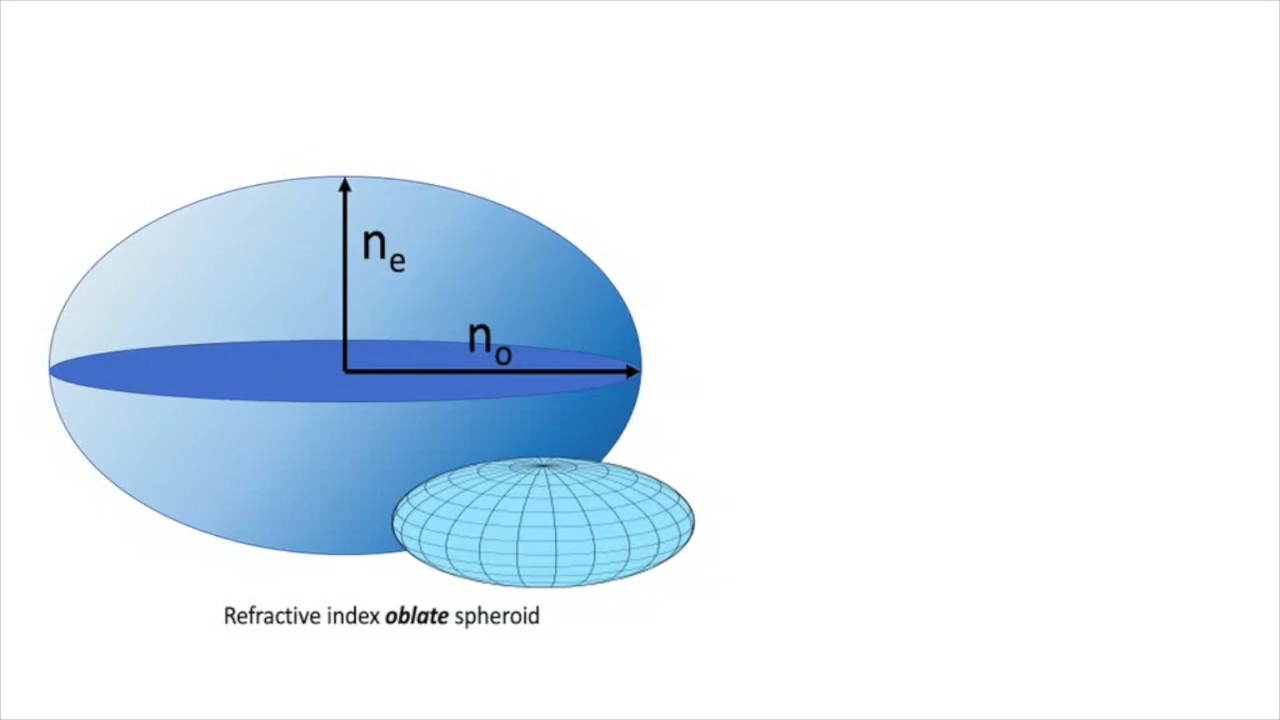 nₑ
nₒ
Refractive index oblate spheroid